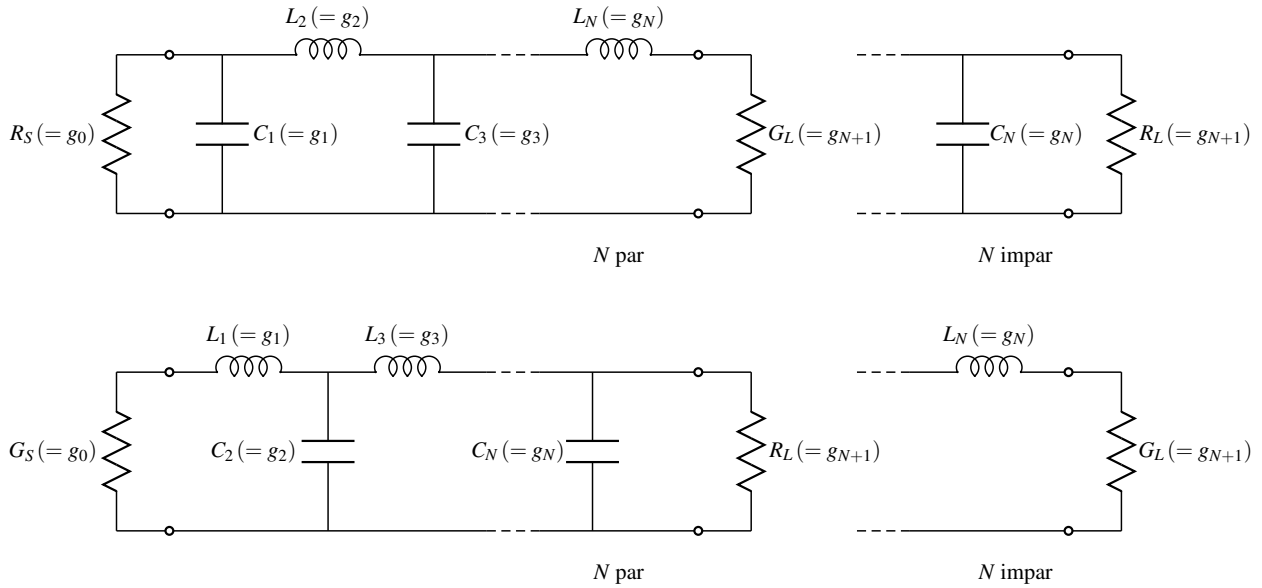 L₂ (= g₂)
L_N (= g_N)
R_S (= g₀)
C₁ (= g₁)
C₃ (= g₃)
G_L (= g_{N+1})
C_N (= g_N)
R_L (= g_{N+1})
N par
N impar
L₁ (= g₁)
L₃ (= g₃)
L_N (= g_N)
G_S (= g₀)
C₂ (= g₂)
C_N (= g_N)
R_L (= g_{N+1})
G_L (= g_{N+1})
N par
N impar